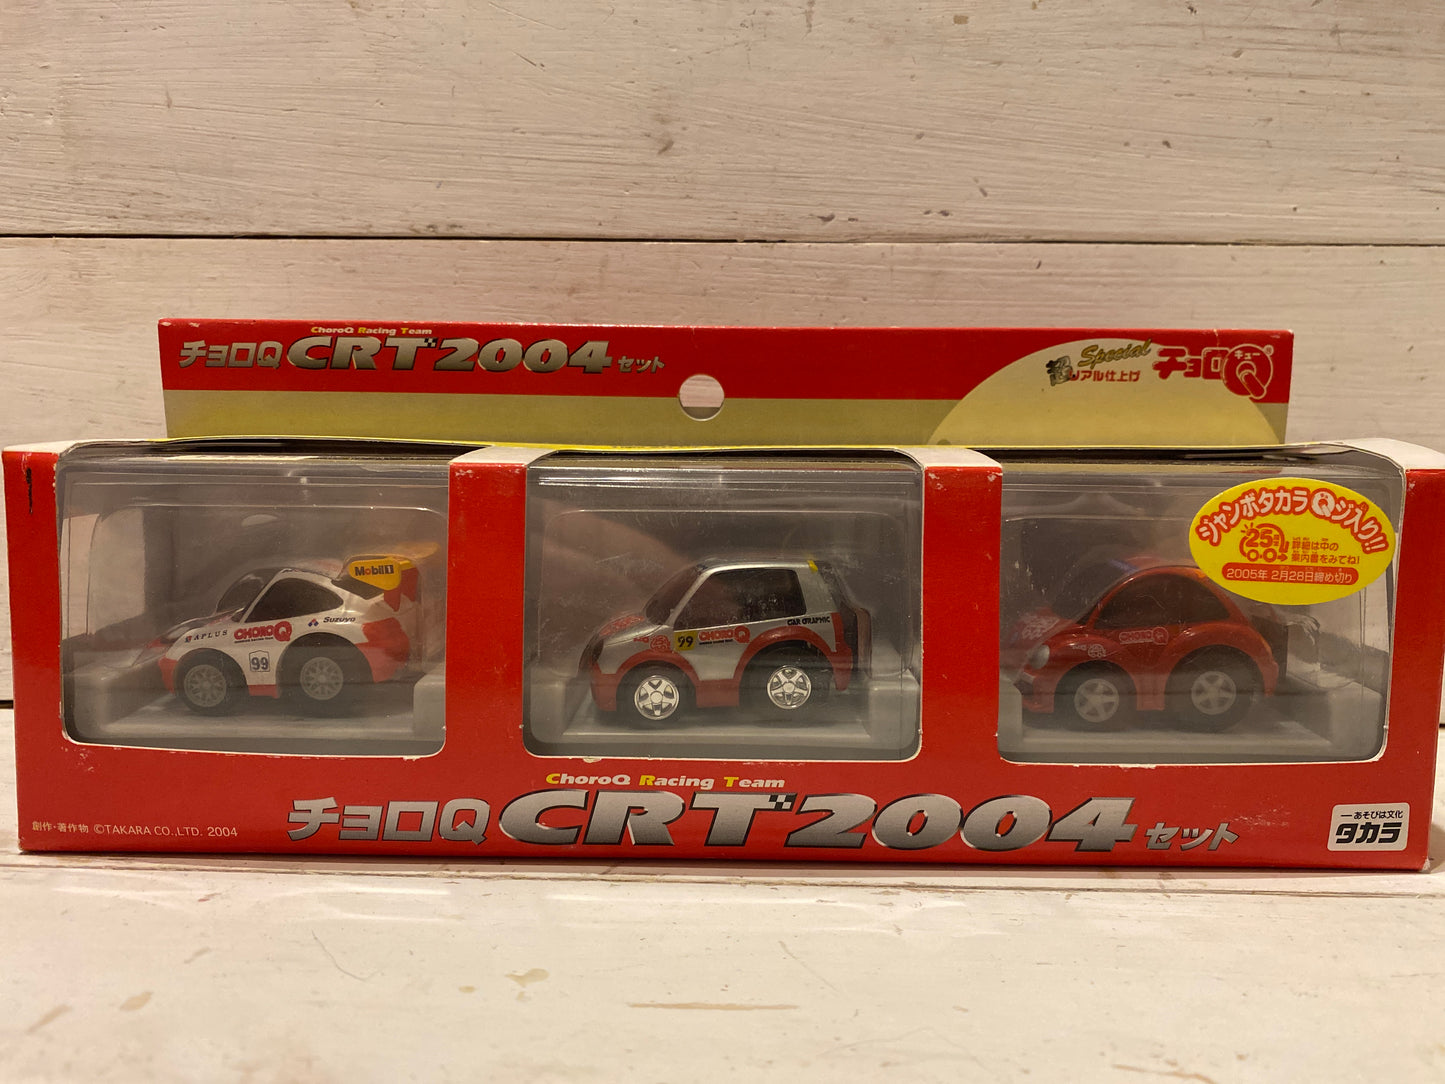 ChoroQ Racing Team
チョロQ CRT 2004 セット
Special
リアル仕上げ
チョロQ
キュー
ジャンボタカラQジ入り!!
25
詳細は中の
案内書をみてね!
2005年 2月28日締め切り
Mobil 1
Suzuyo
APLUS
CHOROQ
99
99
CHOROQ
CAR GRAPHIC
CHOROQ
ChoroQ Racing Team
チョロQ CRT 2004 セット
創作・著作物 ©TAKARA CO.,LTD. 2004
―あそびは文化
タカラ